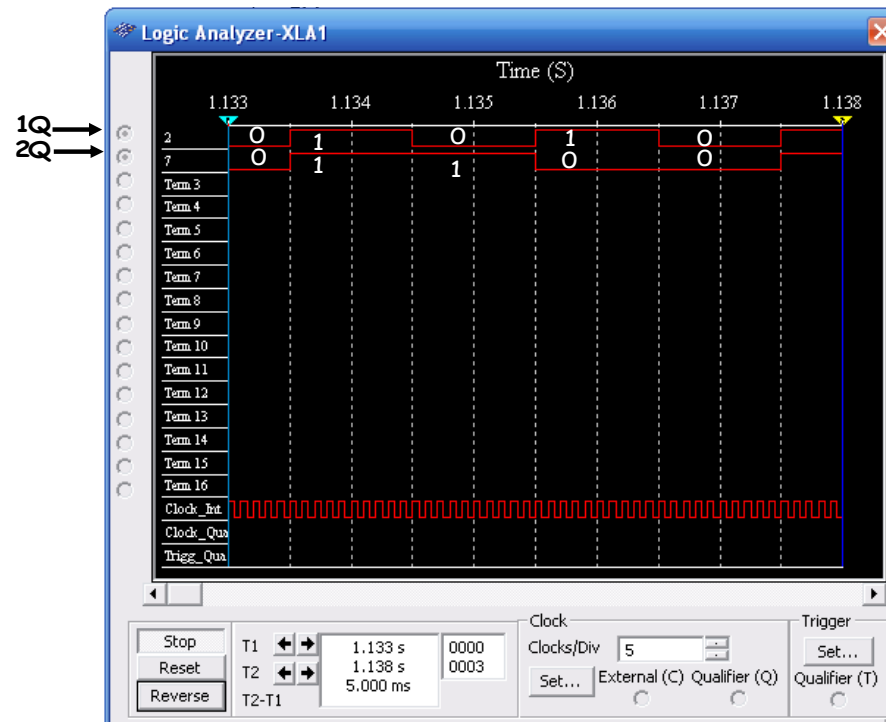 Logic Analyzer-XLA1
Time (S)
1.133 1.134 1.135 1.136 1.137 1.138
1Q
2Q
2 0 1 0 1 0
7 0 1 1 0 0
Term 3
Term 4
Term 5
Term 6
Term 7
Term 8
Term 9
Term 10
Term 11
Term 12
Term 13
Term 14
Term 15
Term 16
Clock_Int
Clock_Qua
Trigg_Qua
Stop
Reset
Reverse
T1 1.133 s 0000
T2 1.138 s 0003
T2-T1 5.000 ms
Clock
Clocks/Div 5
Set... External (C) Qualifier (Q)
Trigger
Set...
Qualifier (T)